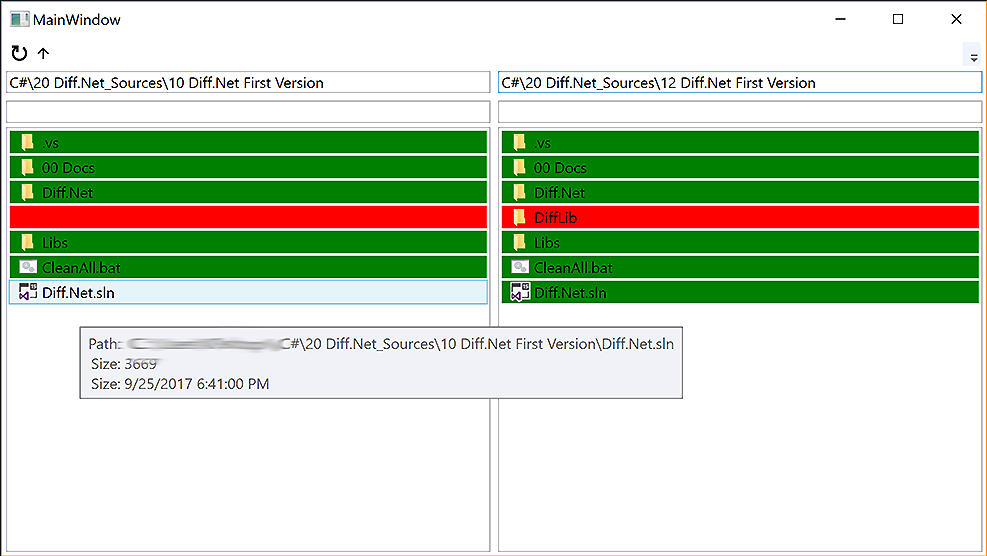 MainWindow
C#\20 Diff.Net_Sources\10 Diff.Net First Version
C#\20 Diff.Net_Sources\12 Diff.Net First Version
.vs
00 Docs
Diff.Net
Libs
CleanAll.bat
Diff.Net.sln
.vs
00 Docs
Diff.Net
DiffLib
Libs
CleanAll.bat
Diff.Net.sln
Path: C#\20 Diff.Net_Sources\10 Diff.Net First Version\Diff.Net.sln
Size: 3669
Size: 9/25/2017 6:41:00 PM